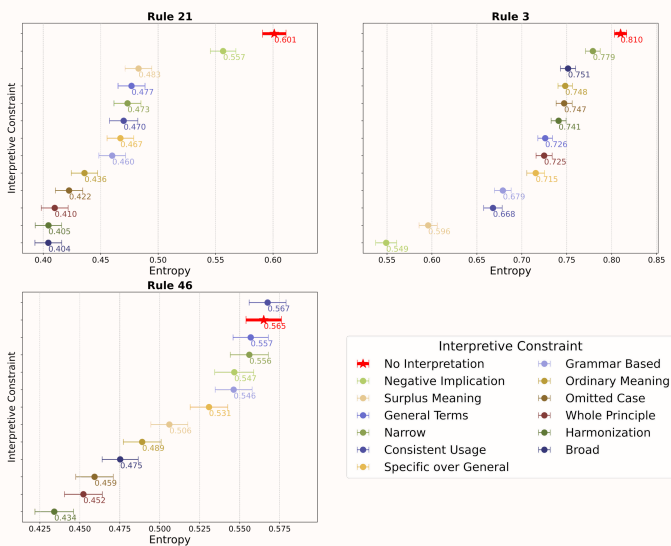 Rule 21
Interpretive Constraint
0.601
0.557
0.483
0.477
0.473
0.470
0.467
0.460
0.436
0.422
0.410
0.405
0.404
0.40 0.45 0.50 0.55 0.60
Entropy
Rule 3
0.810
0.779
0.751
0.748
0.747
0.741
0.726
0.725
0.715
0.679
0.668
0.596
0.549
0.55 0.60 0.65 0.70 0.75 0.80 0.85
Entropy
Rule 46
Interpretive Constraint
0.567
0.565
0.557
0.556
0.547
0.546
0.531
0.506
0.489
0.475
0.459
0.452
0.434
0.425 0.450 0.475 0.500 0.525 0.550 0.575
Entropy
Interpretive Constraint
No Interpretation
Negative Implication
Surplus Meaning
General Terms
Narrow
Consistent Usage
Specific over General
Grammar Based
Ordinary Meaning
Omitted Case
Whole Principle
Harmonization
Broad